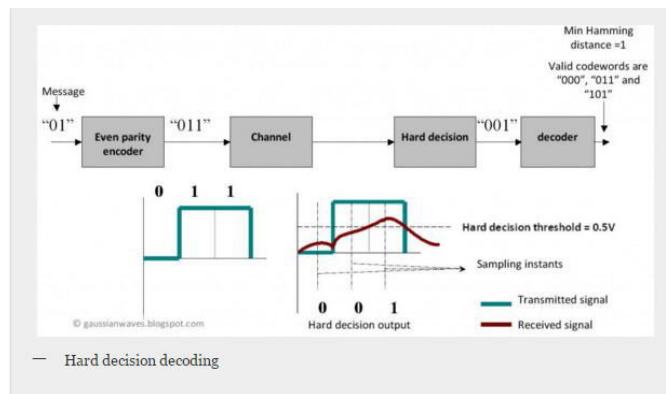 Min Hamming
distance =1
Valid codewords are
"000", "011" and
"101"
Message
"01"
Even parity
encoder
"011"
Channel
Hard decision
"001"
decoder
0 1 1
Hard decision threshold = 0.5V
Sampling instants
0 0 1
Hard decision output
Transmitted signal
Received signal
© gaussianwaves.blogspot.com
— Hard decision decoding